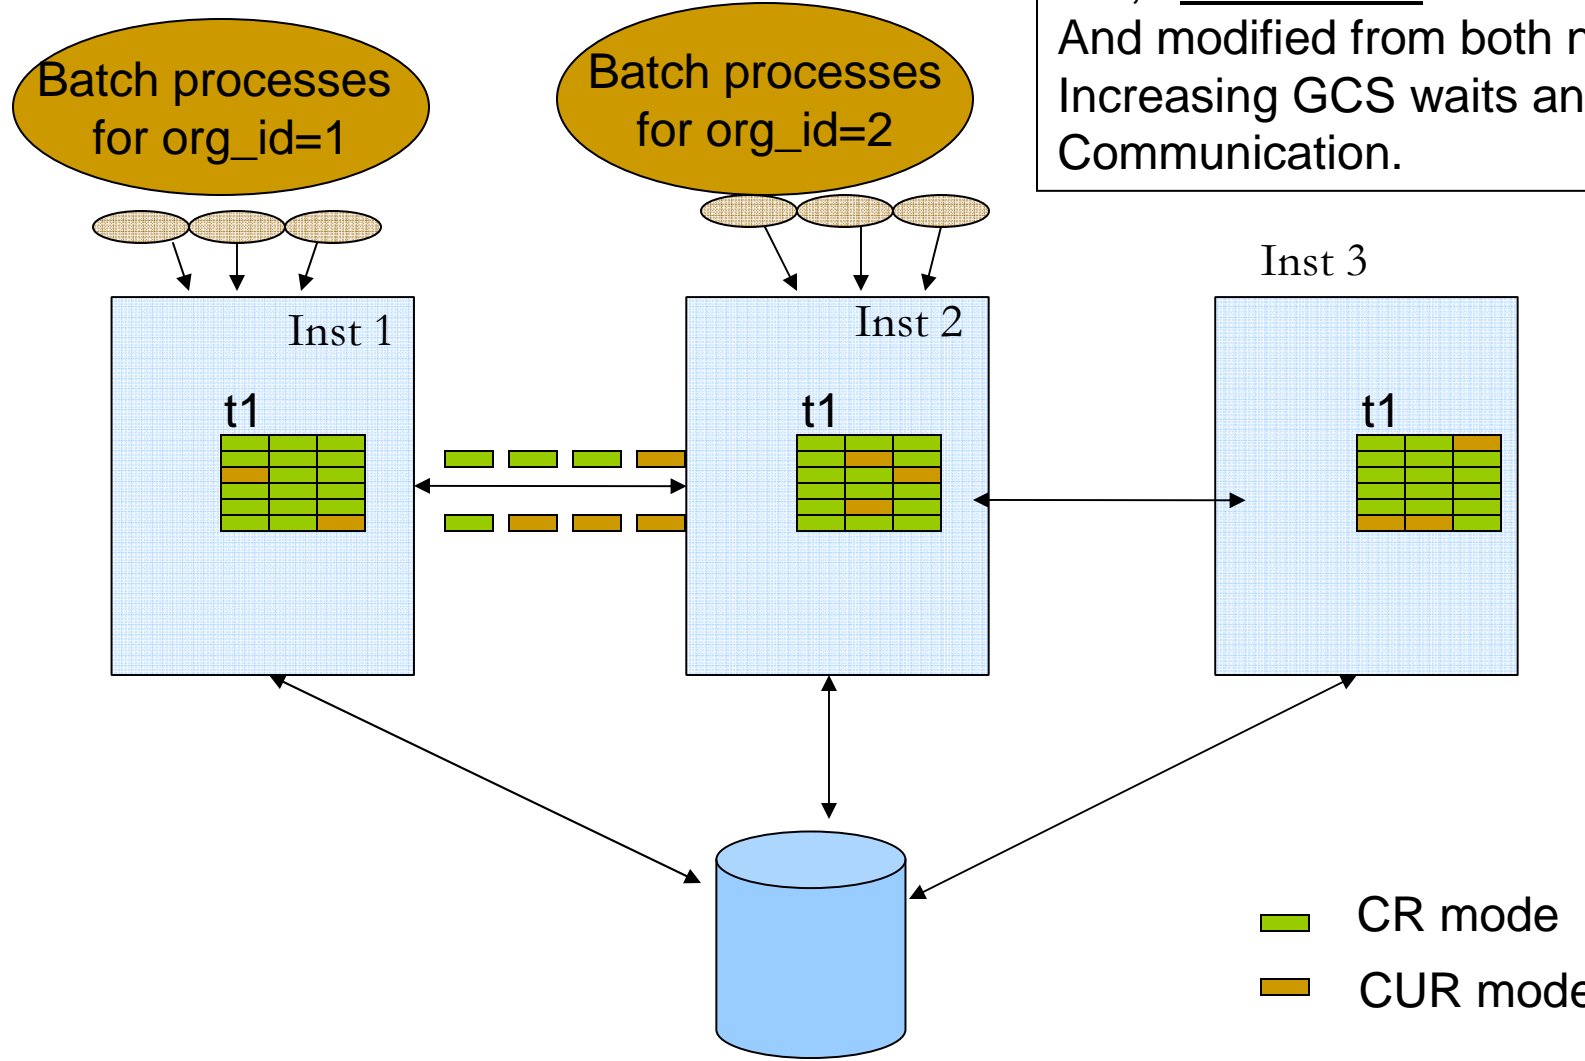 Batch processes
for org_id=1
Batch processes
for org_id=2
And modified from both
Increasing GCS waits
Communication.
Inst 1
Inst 2
Inst 3
t1
t1
t1
CR mode
CUR mode